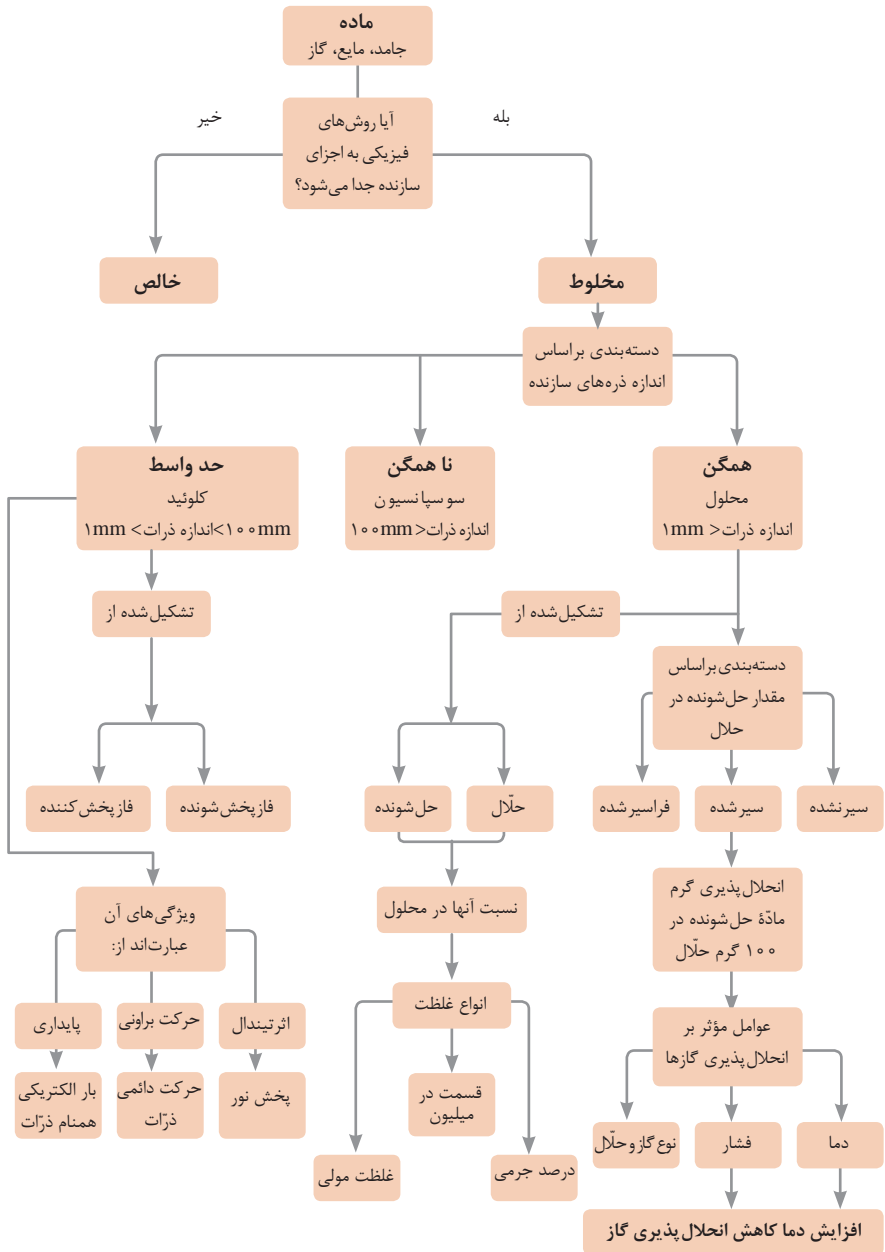 ماده
جامد، مایع، گاز
آیا روش‌های
فیزیکی به اجزای
سازنده جدا می‌شود؟
بله
خیر
مخلوط
خالص
دسته‌بندی براساس
اندازه ذره‌های سازنده
همگن
محلول
اندازه ذرات> ۱mm
نا همگن
سوسپانسیون
اندازه ذرات<۱۰۰mm
حد واسط
کلوئید
۱۰۰mm<اندازه ذرات< ۱mm
تشکیل‌شده از
تشکیل‌شده از
دسته‌بندی براساس
مقدار حل‌شونده در
حلال
سیرنشده
سیرشده
فراسیرشده
حلّال
حل‌شونده
فاز پخش‌شونده
فاز پخش‌کننده
انحلال‌پذیری گرم
مادّهٔ حل‌شونده در
۱۰۰ گرم حلّال
نسبت آنها در محلول
ویژگی‌های آن
عبارت‌اند از:
انواع غلظت
عوامل مؤثر بر
انحلال‌پذیری گازها
اثر تیندال
حرکت براونی
پایداری
پخش نور
حرکت دائمی
ذرّات
بار الکتریکی
همنام ذرّات
قسمت در
میلیون
دما
فشار
نوع گاز و حلّال
درصد جرمی
غلظت مولی
افزایش دما کاهش انحلال‌پذیری گاز